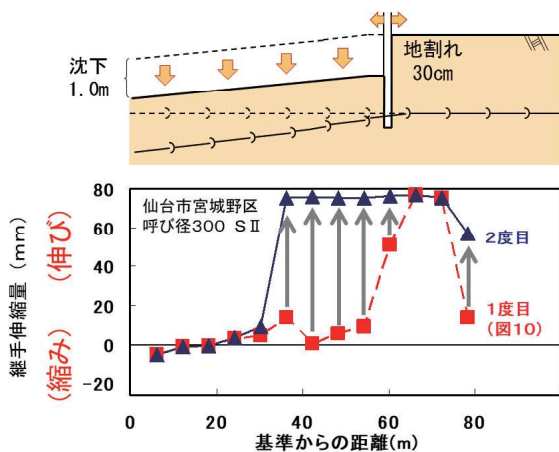 地割れ
30cm
沈下
1.0m
継手伸縮量 (mm)
(伸び)
(縮み)
80
60
40
20
0
-20
仙台市宮城野区
呼び径300 SⅡ
2度目
1度目
(図10)
0 20 40 60 80 100
基準からの距離(m)